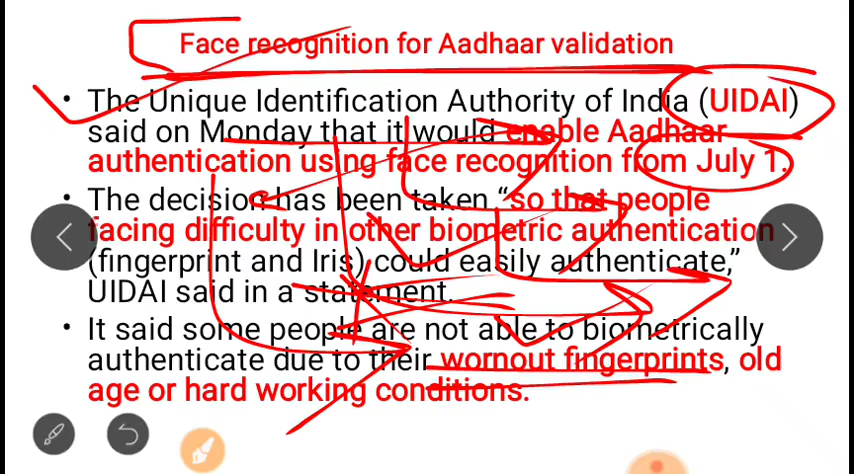 Face recognition for Aadhaar validation
• The Unique Identification Authority of India (UIDAI)
said on Monday that it would enable Aadhaar
authentication using face recognition from July 1.
• The decision has been taken “so that people
facing difficulty in other biometric authentication
(fingerprint and Iris) could easily authenticate,”
UIDAI said in a statement.
• It said some people are not able to biometrically
authenticate due to their wornout fingerprints, old
age or hard working conditions.